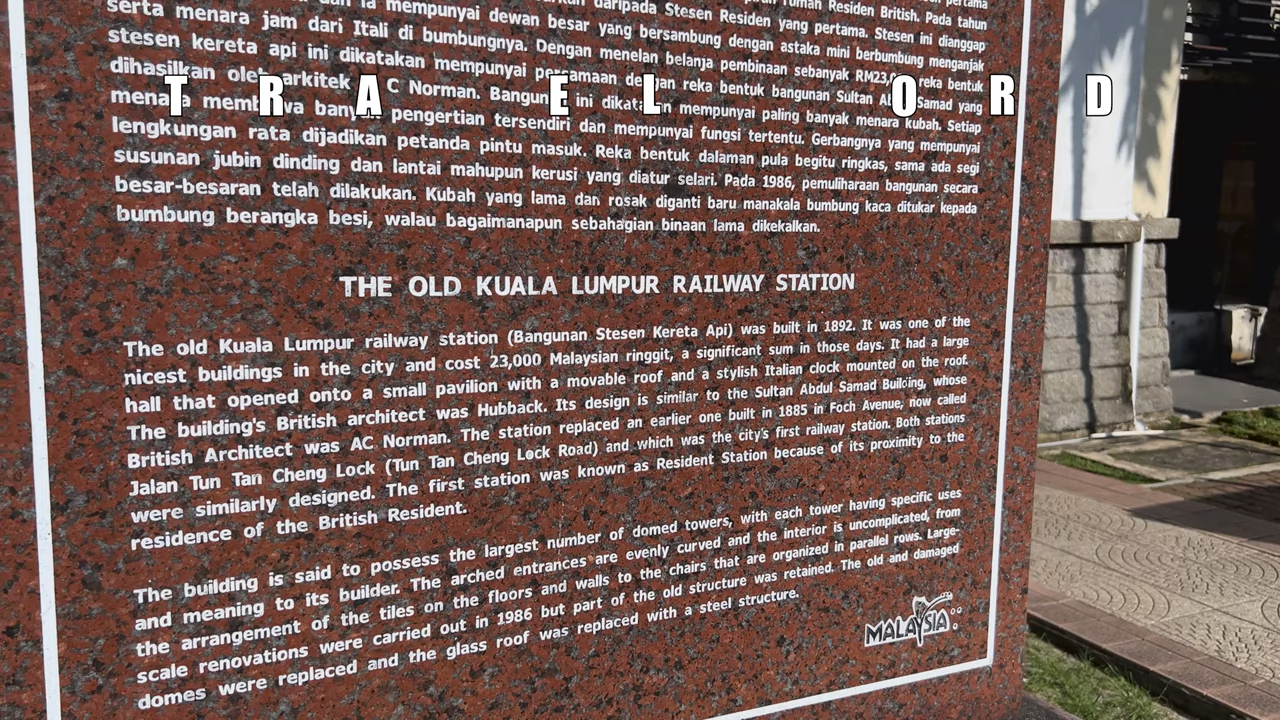 serta menara jam dari Itali di bumbungnya. Dengan menelan belanja pembinaan sebanyak
stesen kereta api ini dikatakan mempunyai reka bentuk bangunan Sultan Samad yang
dihasilkan oleh arkitek AC Norman. ini mempunyai paling banyak menara kubah. Setiap
menara pengertian tersendiri dan mempunyai fungsi tertentu. Gerbangnya yang mempunyai
lengkungan rata dijadikan petanda pintu masuk. Reka bentuk dalaman pula begitu ringkas, sama ada segi
susunan jubin dinding dan lantai mahupun kerusi yang diatur selari. Pada 1986, pemuliharaan bangunan secara
besar-besaran telah dilakukan. Kubah yang lama dan rosak diganti baru manakala bumbung kaca ditukar kepada
bumbung berangka besi, walau bagaimanapun sebahagian binaan lama dikekalkan.
T R A E L O R D
THE OLD KUALA LUMPUR RAILWAY STATION
The old Kuala Lumpur railway station (Bangunan Stesen Kereta Api) was built in 1892. It was one of the
nicest buildings in the city and cost 23,000 Malaysian ringgit, a significant sum in those days. It had a large
hall that opened onto a small pavilion with a movable roof and a stylish Italian clock mounted on the roof.
The building's British architect was Hubback. Its design is similar to the Sultan Abdul Samad Building, whose
British Architect was AC Norman. The station replaced an earlier one built in 1885 in Foch Avenue, now called
Jalan Tun Tan Cheng Lock (Tun Tan Cheng Lock Road) and which was the city's first railway station. Both stations
were similarly designed. The first station was known as Resident Station because of its proximity to the
residence of the British Resident.
The building is said to possess the largest number of domed towers, with each tower having specific uses
and meaning to its builder. The arched entrances are evenly curved and the interior is uncomplicated, from
the arrangement of the tiles on the floors and walls to the chairs that are organized in parallel rows. Large-
scale renovations were carried out in 1986 but part of the old structure was retained. The old and damaged
domes were replaced and the glass roof was replaced with a steel structure.
MALAYSIA